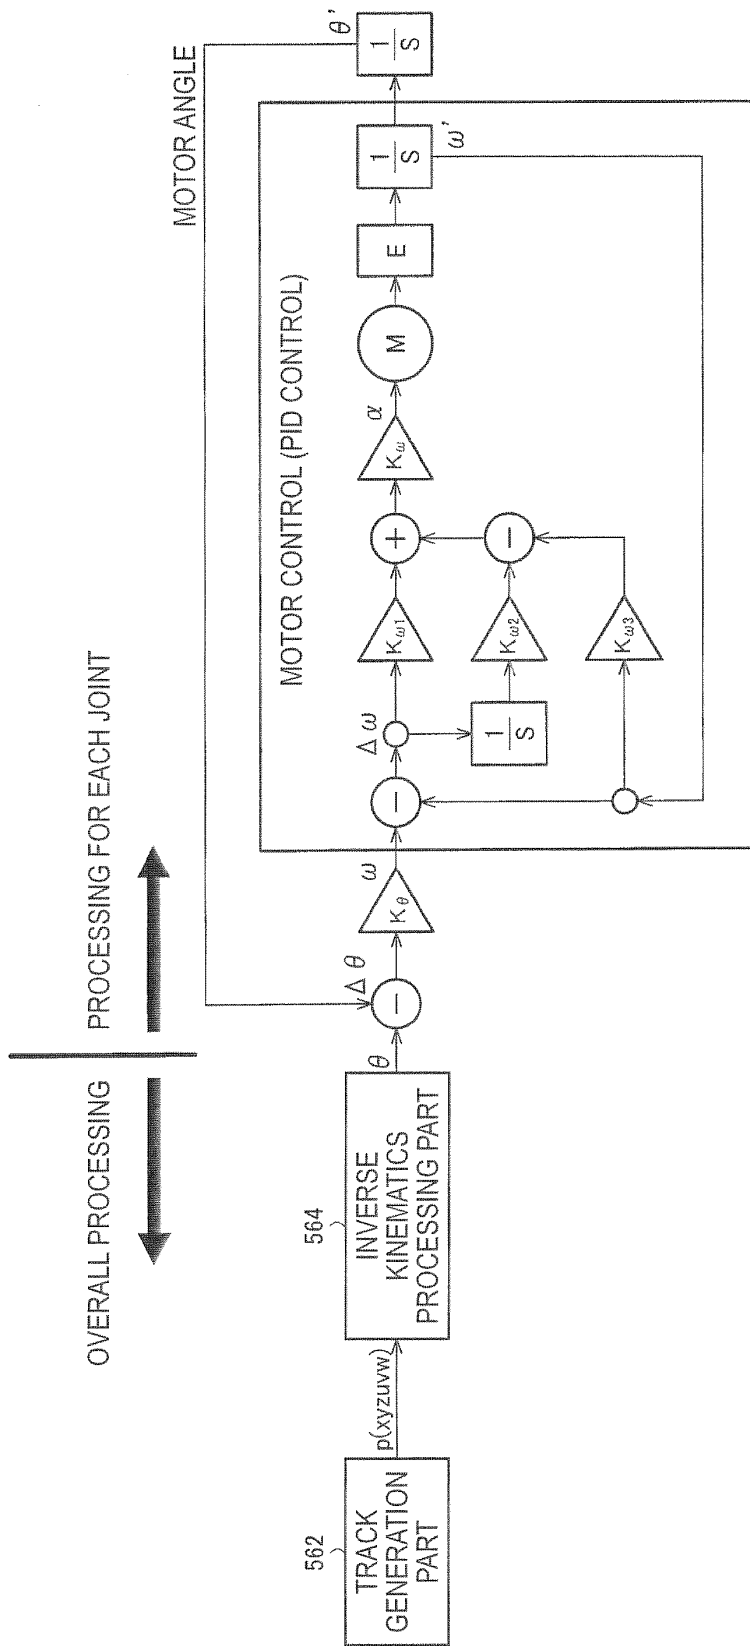 OVERALL PROCESSING
PROCESSING FOR EACH JOINT
MOTOR ANGLE
562
TRACK
GENERATION
PART
p(xyzuvw)
564
INVERSE
KINEMATICS
PROCESSING PART
θ
−
Δθ
Kθ
ω
MOTOR CONTROL (PID CONTROL)
−
Δω
Kω1
1/S
Kω2
Kω3
+
−
Kω
α
M
E
1/S
ω'
1/S
θ'